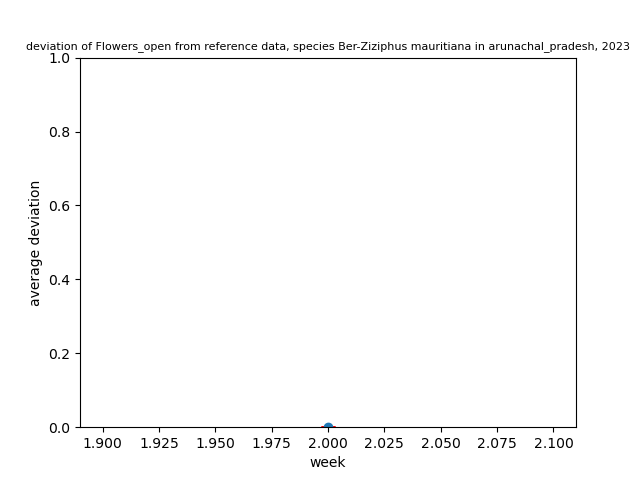 deviation of Flowers_open from reference data, species Ber-Ziziphus mauritiana in arunachal_pradesh, 2023
1.0
0.8
0.6
0.4
0.2
0.0
average deviation
1.900 1.925 1.950 1.975 2.000 2.025 2.050 2.075 2.100
week